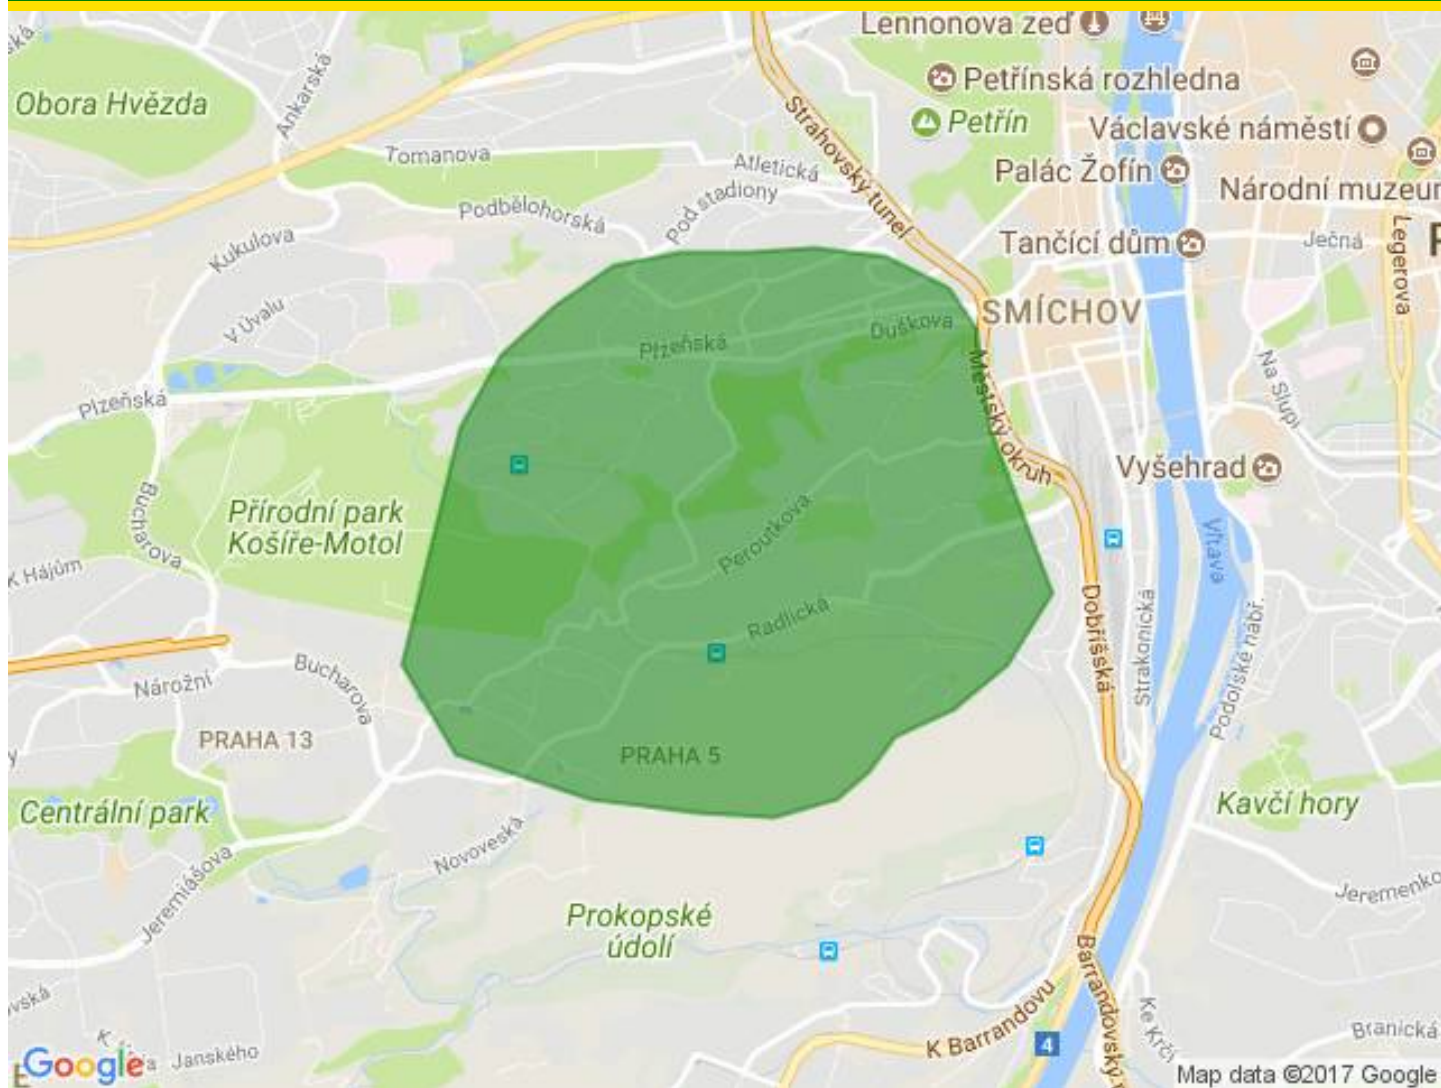 Lennonova zeď
Petřínská rozhledna
Obora Hvězda
Ankarská
Strahovský tunel
Petřín
Václavské náměstí
Tomanova
Atletická
Palác Žofín
Národní muzeum
Podbělohorská
Pod stadiony
Kukulova
Tančící dům
Ječná
Legerova
P
V Úvalu
SMÍCHOV
Duškova
Plzeňská
Plzeňská
Městský okruh
Na Slupi
Vyšehrad
Bucharova
Přírodní park
Košíře-Motol
Peroutkova
Vltava
K Hájům
Radlická
Dobříšská
Strakonická
Podolské nábř.
Nárožní
Bucharova
PRAHA 13
PRAHA 5
Centrální park
Kavčí hory
Novoveská
Jeremiášova
Jeremenko
Prokopské
údolí
Barrandovský
K Barrandovu
Ke Krči
4
Branická
Janského
Google
Map data ©2017 Google